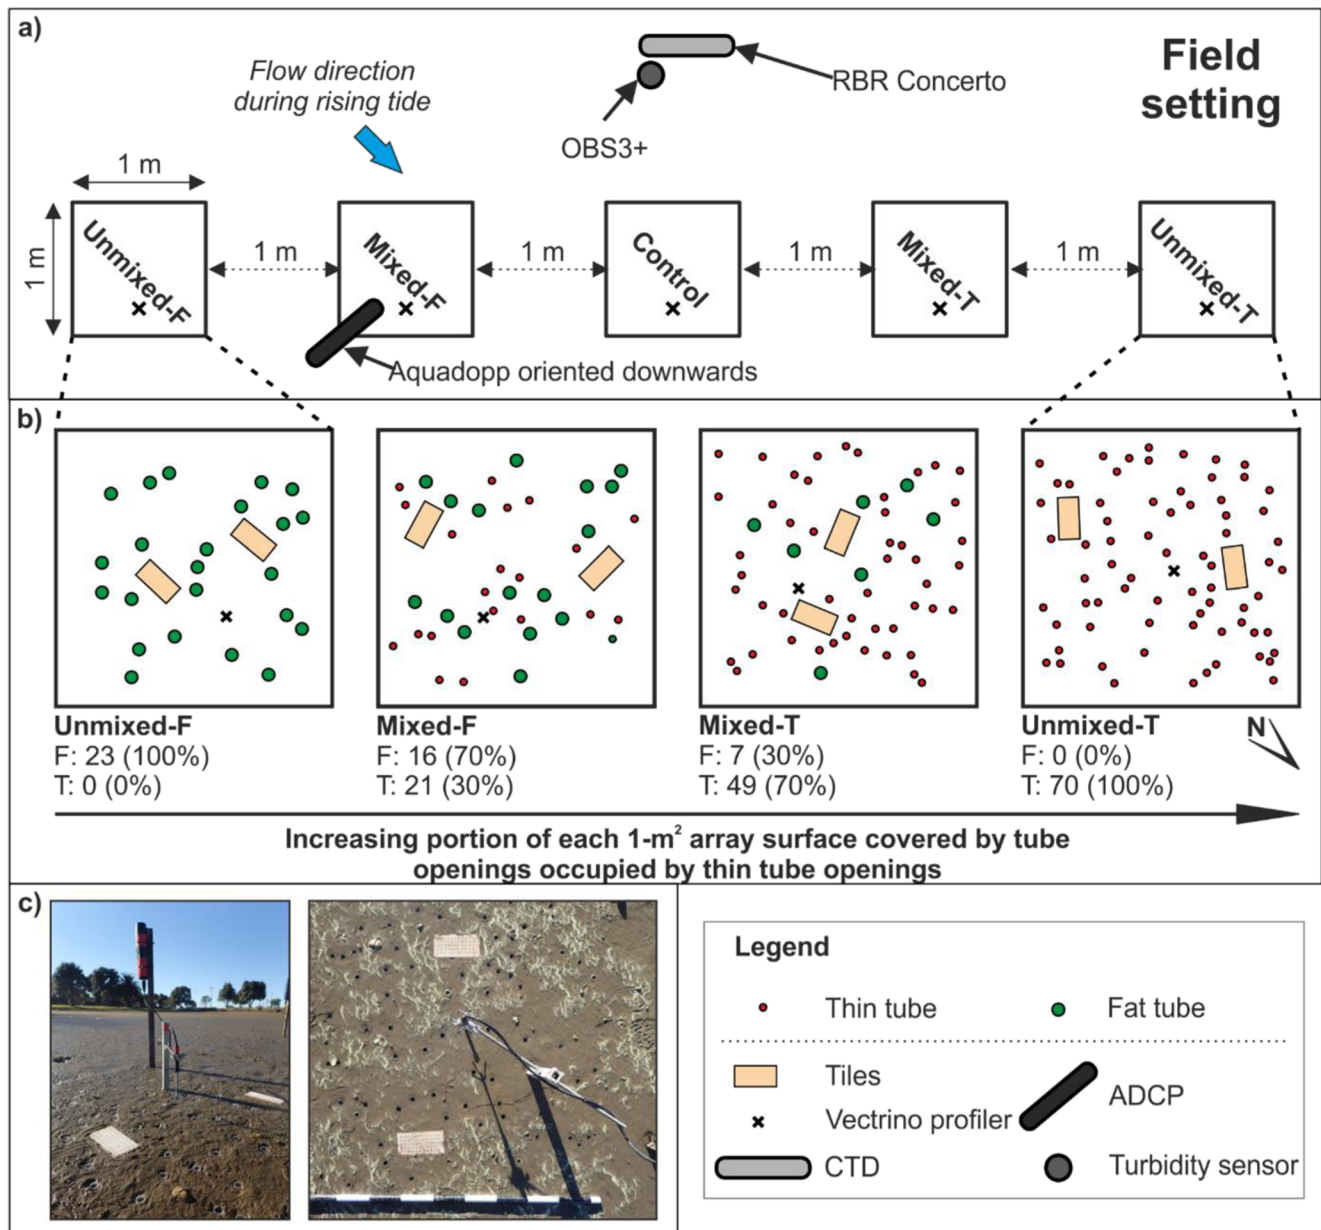 a)
Field
setting
Flow direction
during rising tide
RBR Concerto
OBS3+
1 m
1 m
1 m
1 m
1 m
1 m
Unmixed-F
Mixed-F
Control
Mixed-T
Unmixed-T
Aquadopp oriented downwards
b)
Unmixed-F
F: 23 (100%)
T: 0 (0%)
Mixed-F
F: 16 (70%)
T: 21 (30%)
Mixed-T
F: 7 (30%)
T: 49 (70%)
Unmixed-T
F: 0 (0%)
T: 70 (100%)
N
Increasing portion of each 1-m² array surface covered by tube
openings occupied by thin tube openings
c)
Legend
Thin tube
Fat tube
Tiles
Vectrino profiler
ADCP
CTD
Turbidity sensor